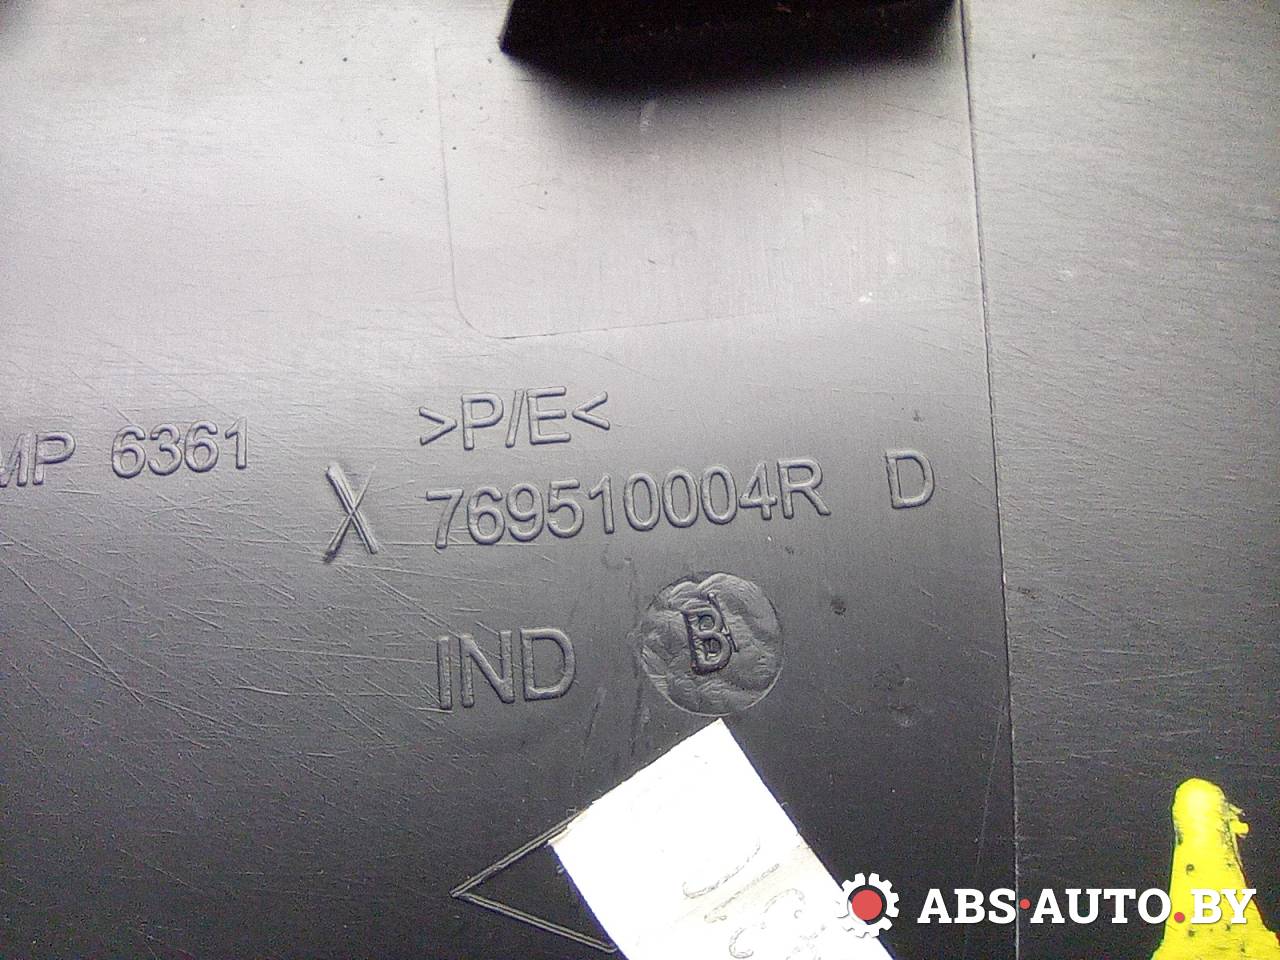 >P/E<
MP 6361
X 769510004R D
IND B
ABS·AUTO.BY